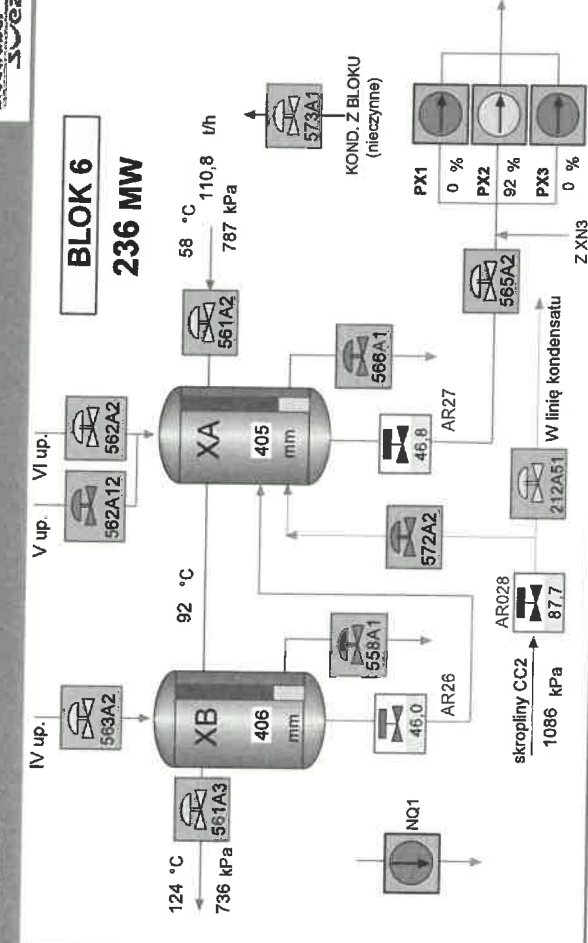 BLOK 6
236 MW
IV up.
V up.
VI up.
563A2
562A12
562A2
573A1
KOND. Z BLOKU
(nieczynne)
58 °C
110,8 t/h
787 kPa
561A2
92 °C
XB
406
mm
XA
405
mm
124 °C
736 kPa
561A3
558A1
566A1
46,0
AR26
46,8
AR27
572A2
565A2
PX1
0 %
PX2
92 %
PX3
0 %
Z XN3
NQ1
skropliny CC2
1086 kPa
AR028
87,7
212A51
W linię kondensatu